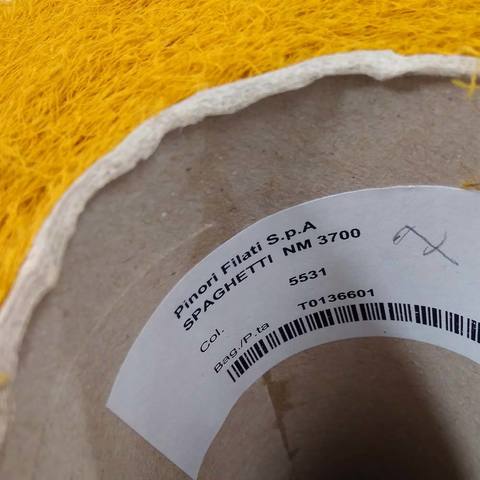 Pinori Filati S.p.A
SPAGHETTI NM 3700
Col. 5531
Bag./P.ta T0136601